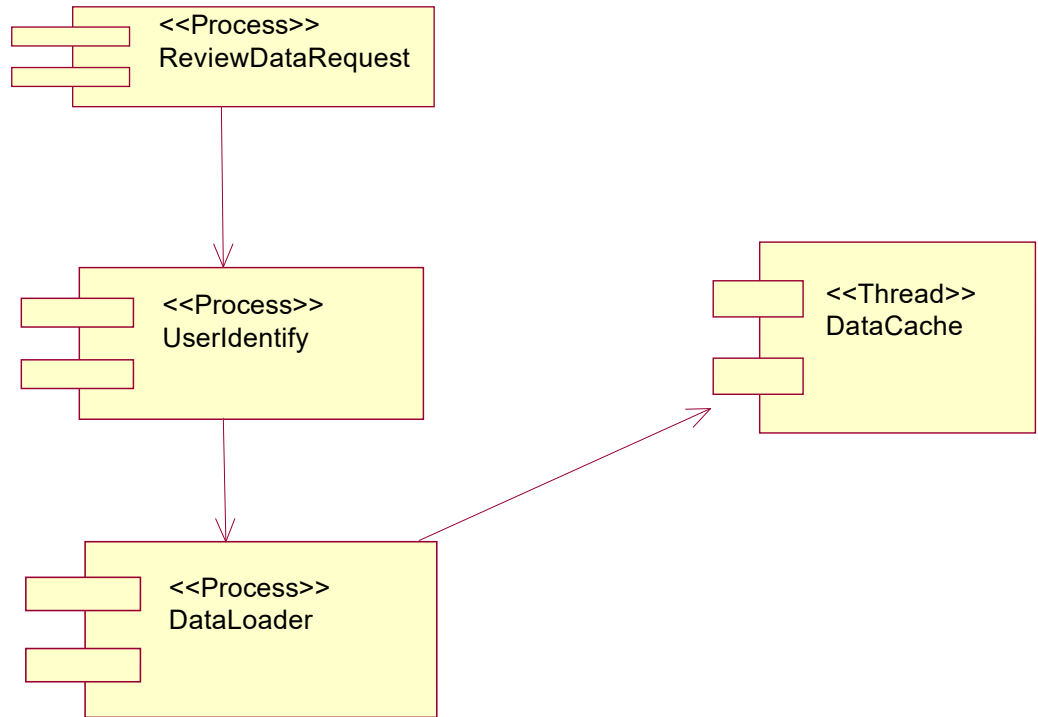 <<Process>>
ReviewDataRequest
<<Process>>
UserIdentify
<<Thread>>
DataCache
<<Process>>
DataLoader